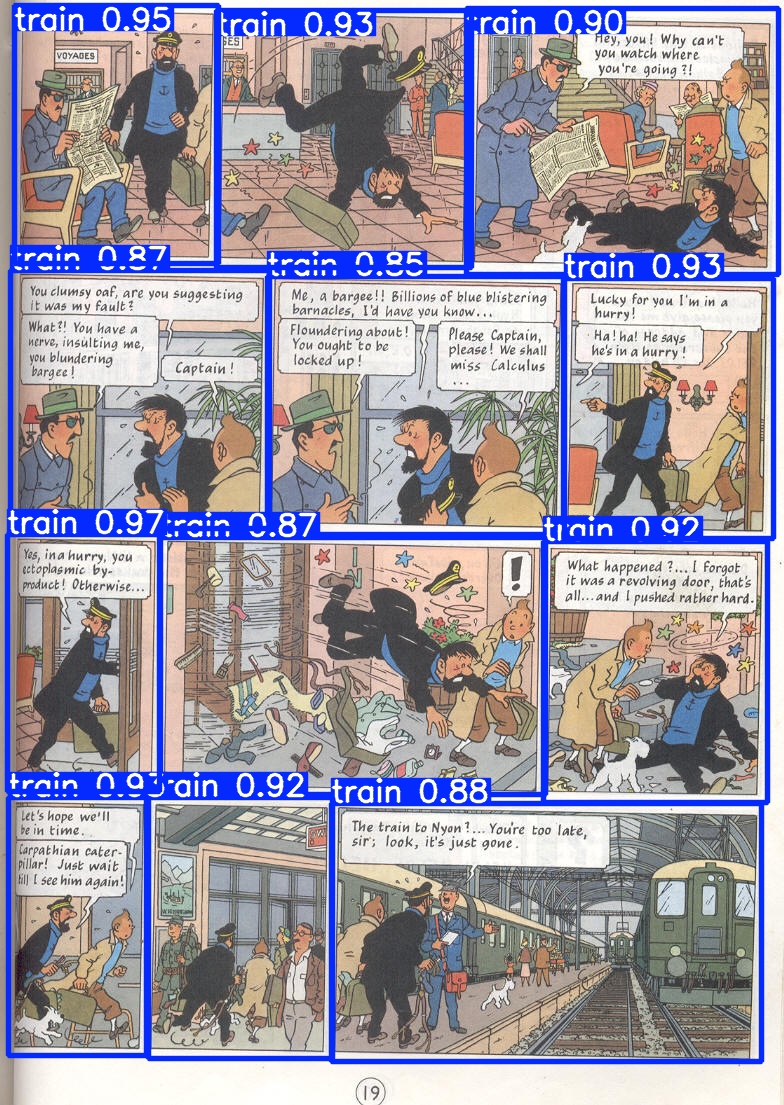 train 0.95
train 0.93
train 0.90
VOYAGES
GES
Hey, you! Why can't
you watch where
you're going?!
train 0.87
train 0.85
train 0.93
You clumsy oaf, are you suggesting
it was my fault?
What?! You have a
nerve, insulting me,
you blundering
bargee!
Captain!
Me, a bargee!! Billions of blue blistering
barnacles, I'd have you know...
Floundering about!
You ought to be
locked up!
Please Captain,
please! We shall
miss Calculus
...
Lucky for you I'm in a
hurry!
Ha! ha! He says
he's in a hurry!
train 0.97
train 0.87
train 0.92
Yes, in a hurry, you
ectoplasmic by-
product! Otherwise...
!
What happened?... I forgot
it was a revolving door, that's
all...and I pushed rather hard.
train 0.93
train 0.92
train 0.88
Let's hope we'll
be in time.
Carpathian cater-
pillar! Just wait
till I see him again!
The train to Nyon?... You're too late,
sir; look, it's just gone.
19